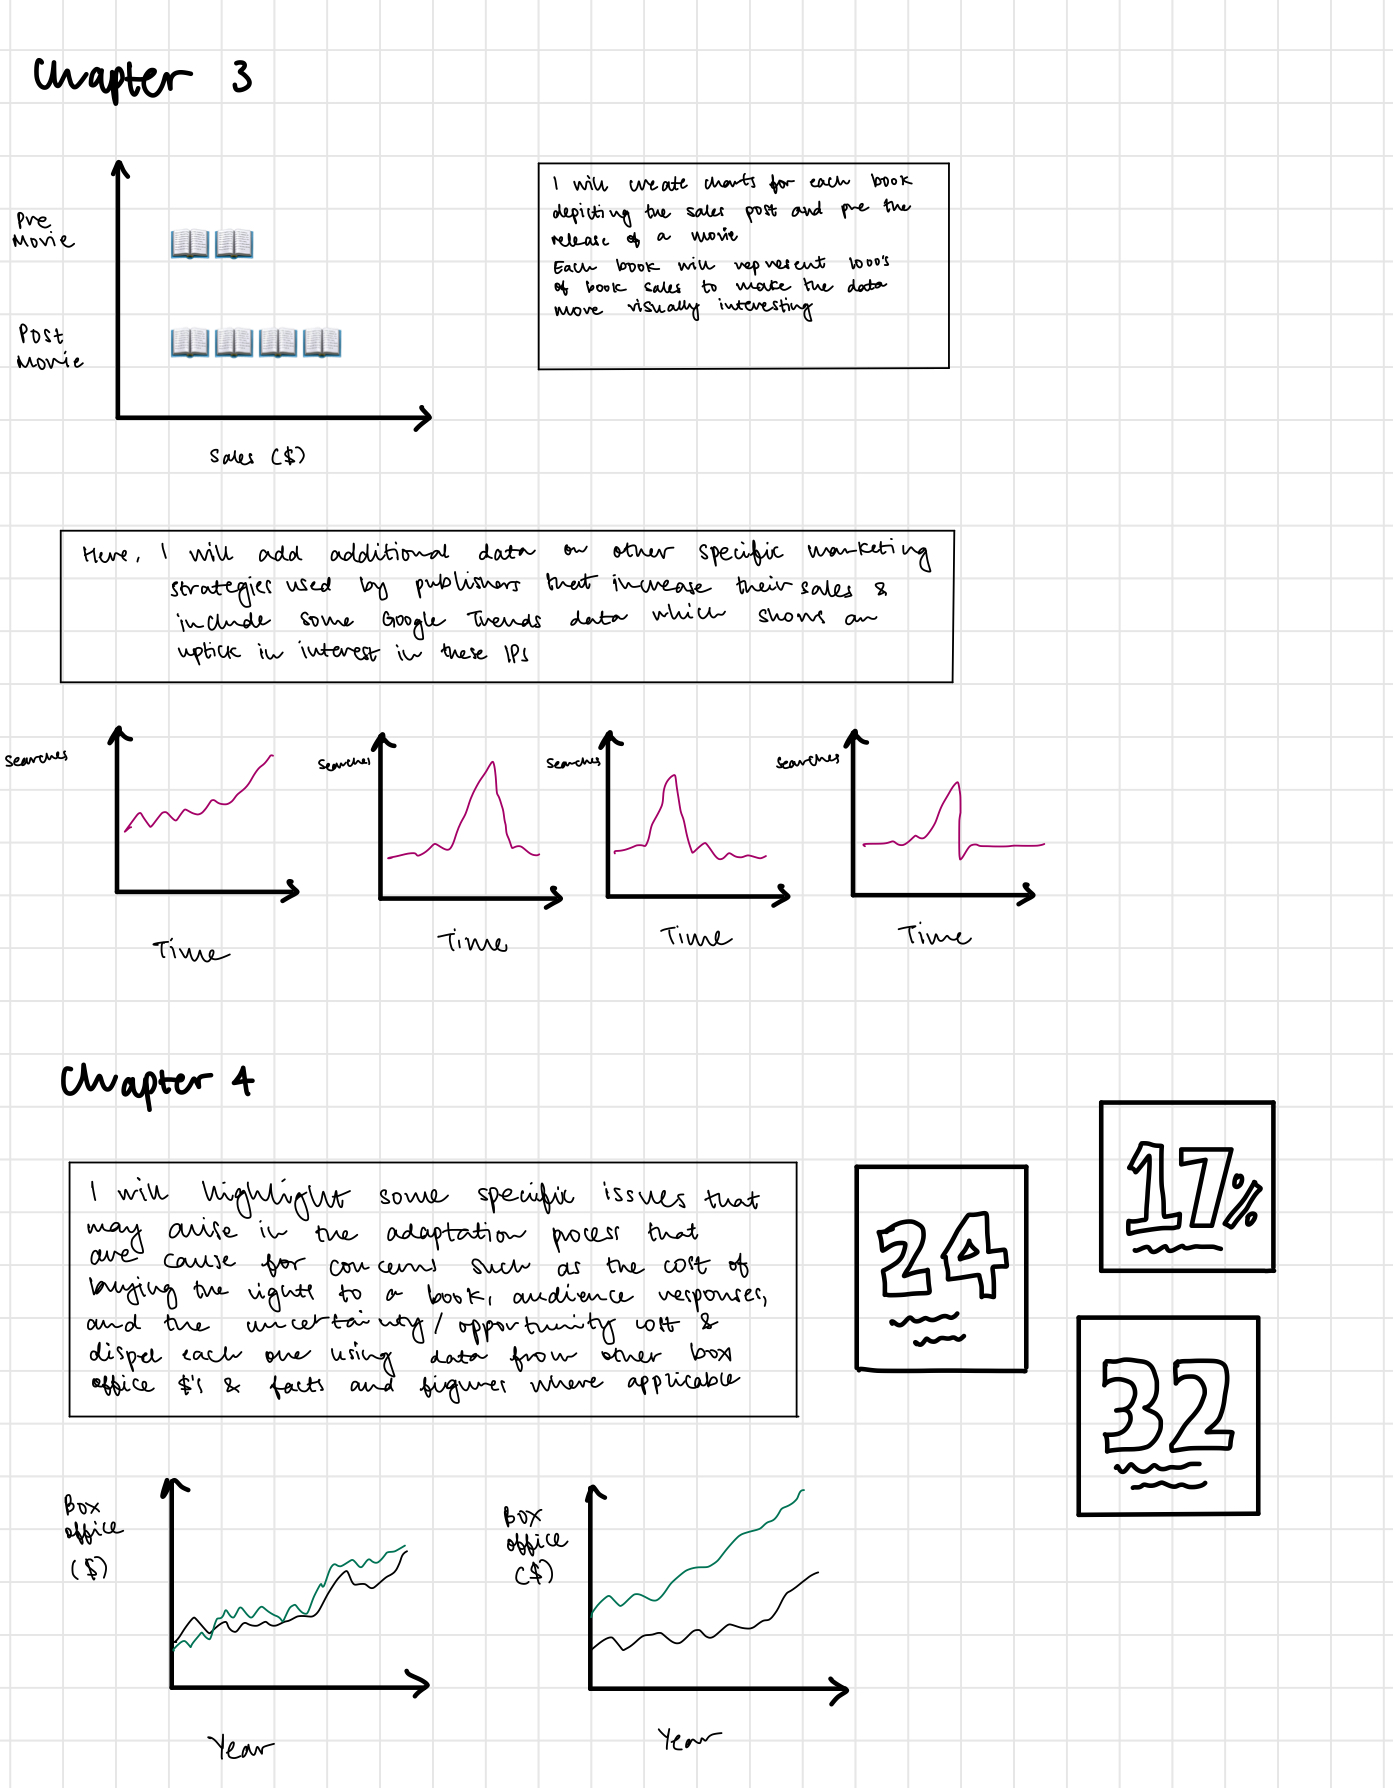 Chapter 3
Pre
Movie
Post
Movie
Sales ($)
I will create charts for each book
depicting the sales post and pre the
release of a movie
Each book will represent 1000's
of book sales to make the data
more visually interesting
Here, I will add additional data on other specific marketing
strategies used by publishers that increase their sales &
include some Google Trends data which shows an
uptick in interest in these IPs
Searches
Time
Searches
Time
Searches
Time
Searches
Time
Chapter 4
I will highlight some specific issues that
may arise in the adaptation process that
are cause for concerns such as the cost of
buying the rights to a book, audience responses,
and the uncertainty/opportunity cost &
dispel each one using data from other box
office $'s & facts and figures where applicable
24
17%
32
Box
office
($)
Year
Box
office
($)
Year